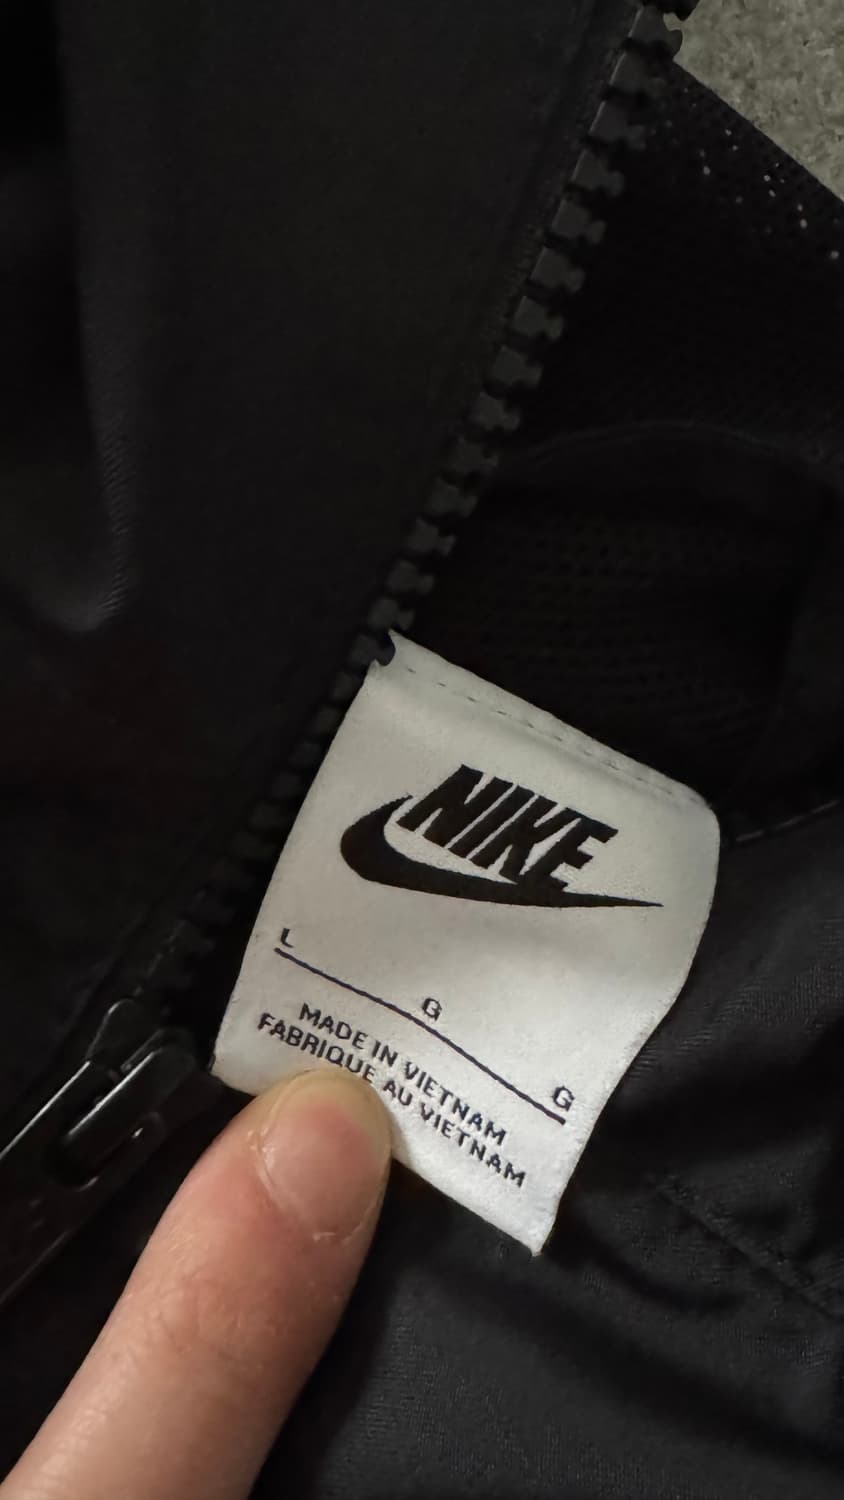 NIKE
L G G
MADE IN VIETNAM
FABRIQUE AU VIETNAM